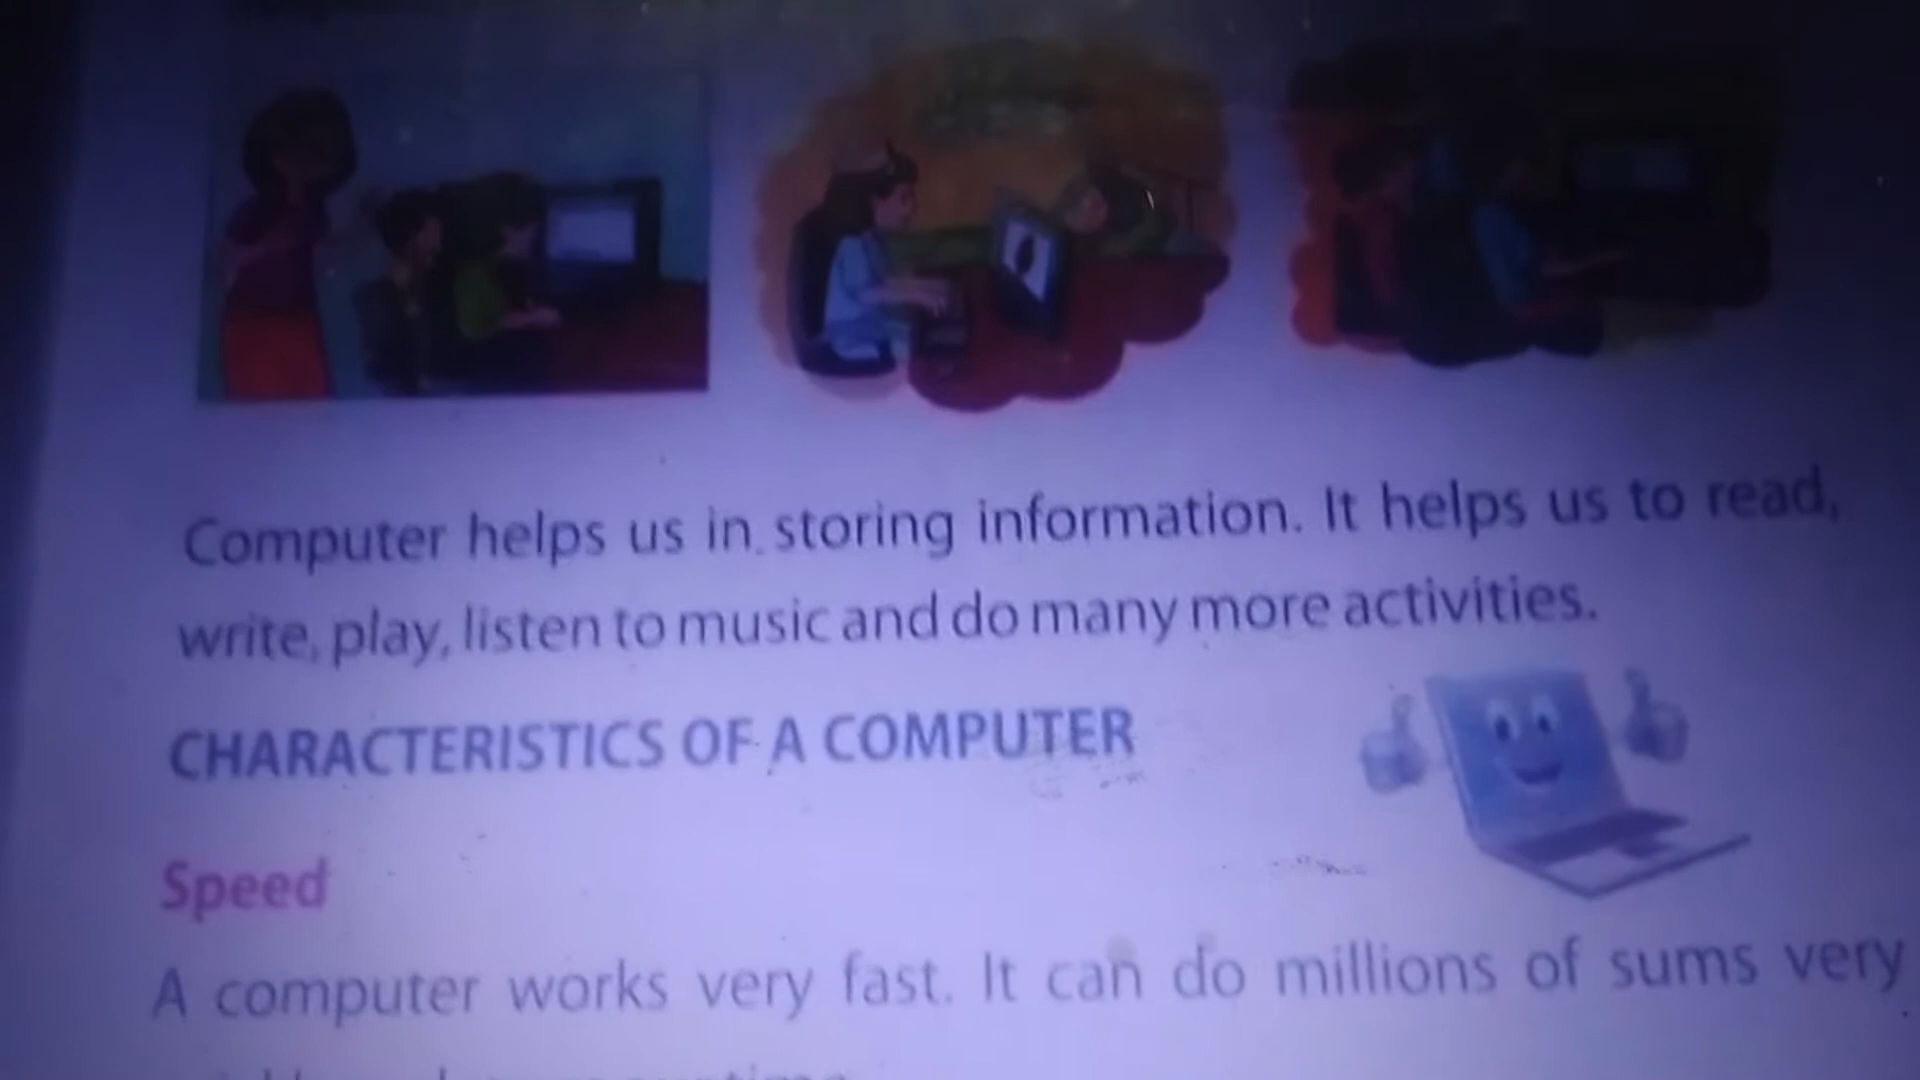 Computer helps us in storing information. It helps us to read,
write, play, listen to music and do many more activities.
CHARACTERISTICS OF A COMPUTER
Speed
A computer works very fast. It can do millions of sums very